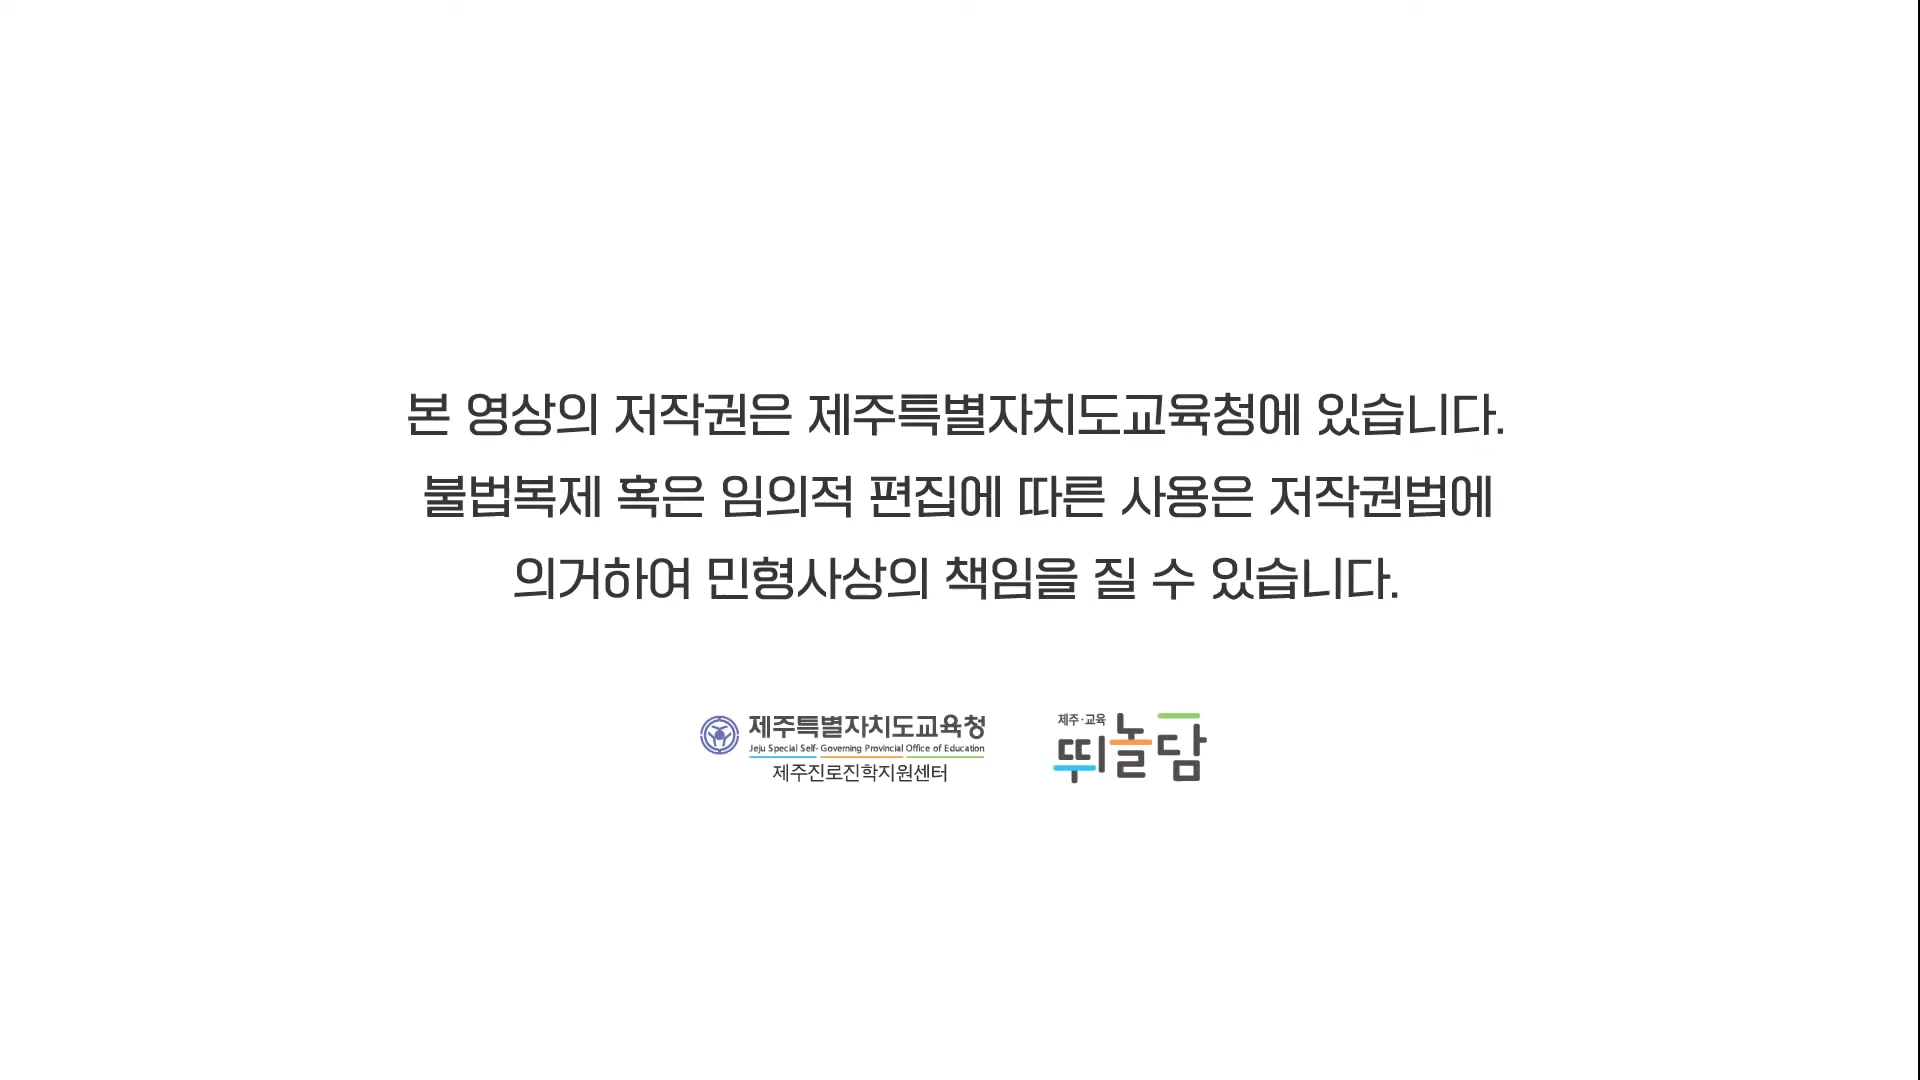 본 영상의 저작권은 제주특별자치도교육청에 있습니다.
불법복제 혹은 임의적 편집에 따른 사용은 저작권법에
의거하여 민형사상의 책임을 질 수 있습니다.
제주특별자치도교육청
Jeju Special Self- Governing Provincial Office of Education
제주진로진학지원센터
제주·교육
뛰놀담